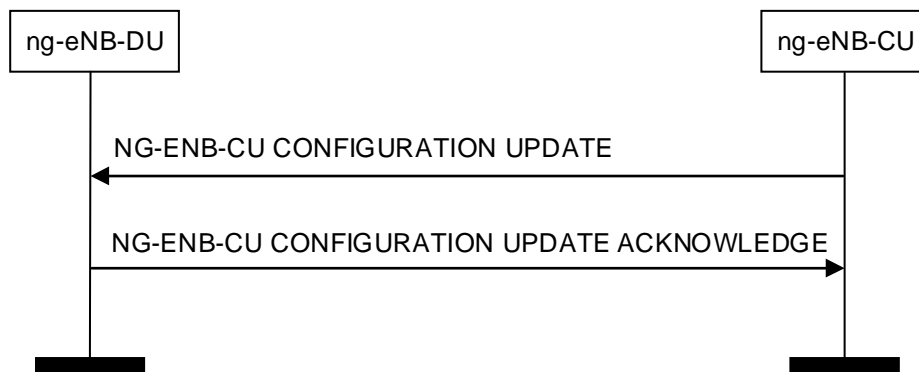 ng-eNB-DU
ng-eNB-CU
NG-ENB-CU CONFIGURATION UPDATE
NG-ENB-CU CONFIGURATION UPDATE ACKNOWLEDGE